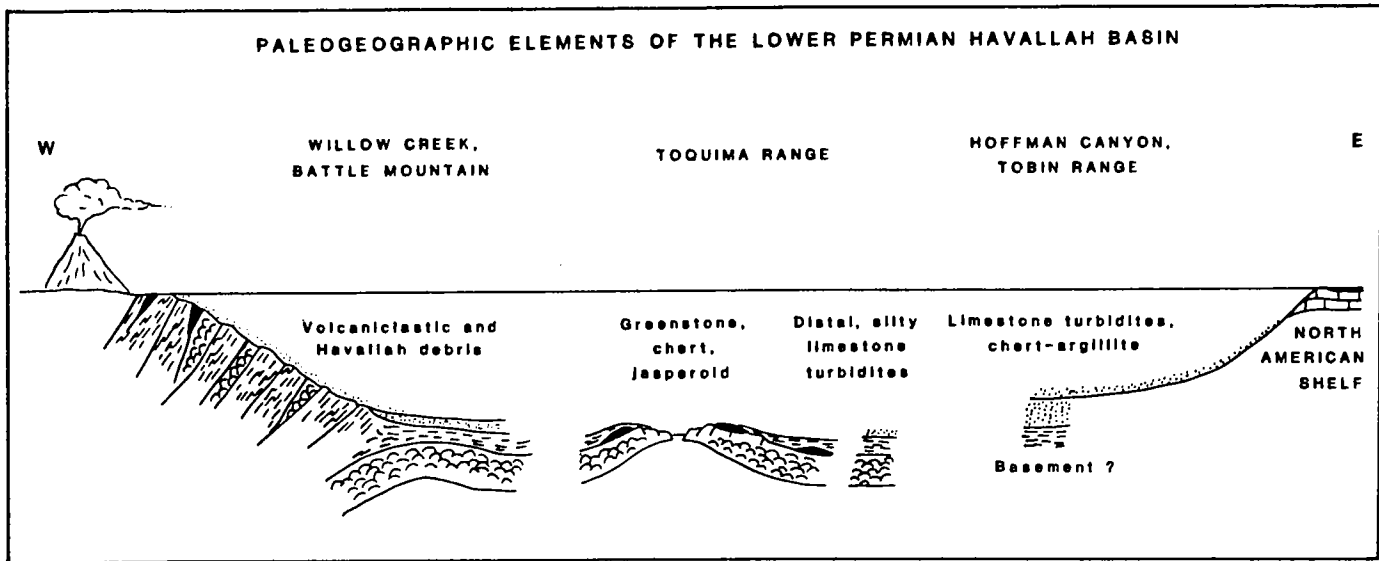 PALEOGEOGRAPHIC ELEMENTS OF THE LOWER PERMIAN HAVALLAH BASIN
W
WILLOW CREEK,
BATTLE MOUNTAIN
TOQUIMA RANGE
HOFFMAN CANYON,
TOBIN RANGE
E
Volcaniclastic and
Havallah debris
Greenstone,
chert,
jasperoid
Distal, silty
limestone
turbidites
Limestone turbidites,
chert-argillite
NORTH
AMERICAN
SHELF
Basement ?